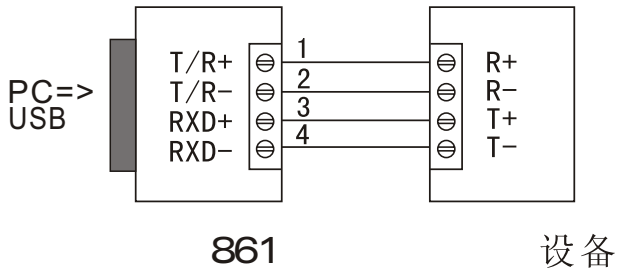 PC=>
USB
T/R+
T/R-
RXD+
RXD-
1
2
3
4
R+
R-
T+
T-
861
设备